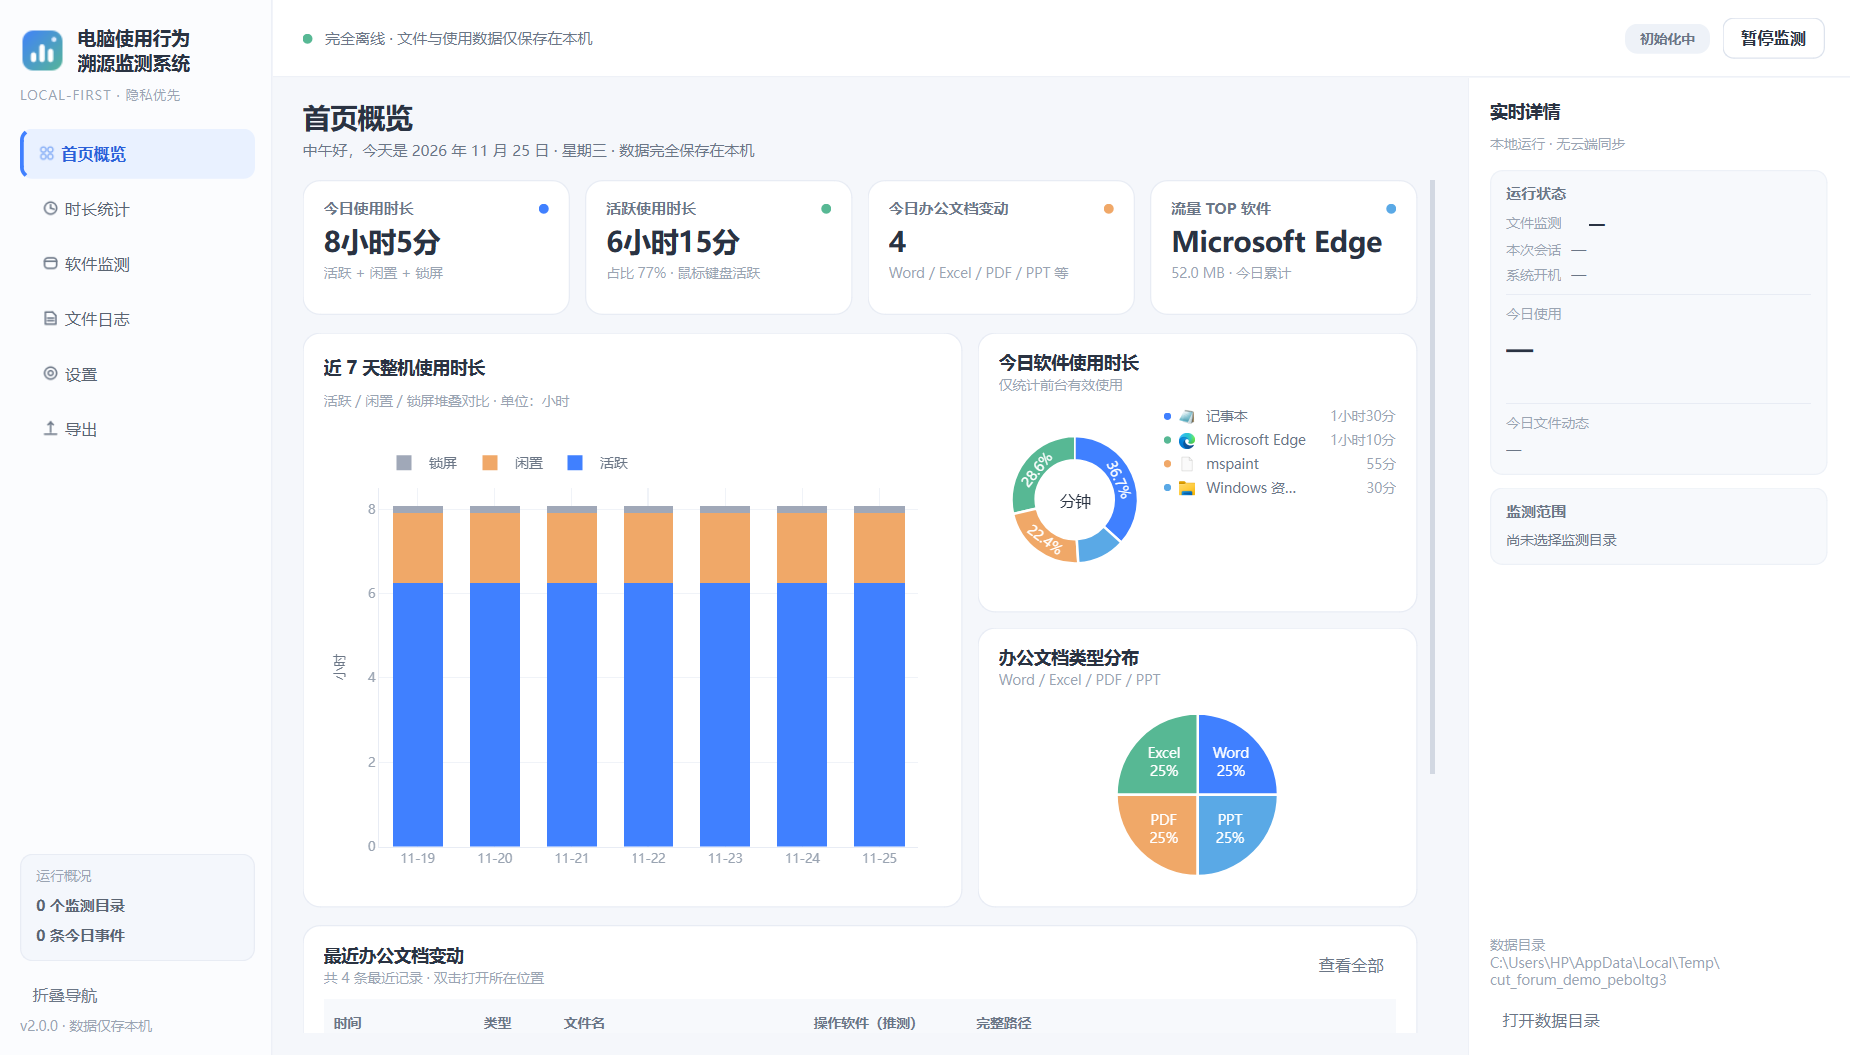 电脑使用行为
溯源监测系统
LOCAL-FIRST · 隐私优先
首页概览
时长统计
软件监测
文件日志
设置
导出
运行概况
0 个监测目录
0 条今日事件
折叠导航
v2.0.0 · 数据仅存本机
完全离线 · 文件与使用数据仅保存在本机
初始化中
暂停监测
首页概览
中午好，今天是 2026 年 11 月 25 日 · 星期三 · 数据完全保存在本机
今日使用时长
8小时5分
活跃 + 闲置 + 锁屏
活跃使用时长
6小时15分
占比 77% · 鼠标键盘活跃
今日办公文档变动
4
Word / Excel / PDF / PPT 等
流量 TOP 软件
Microsoft Edge
52.0 MB · 今日累计
近 7 天整机使用时长
活跃 / 闲置 / 锁屏堆叠对比 · 单位：小时
锁屏 闲置 活跃
小时
8
6
4
2
0
11-19 11-20 11-21 11-22 11-23 11-24 11-25
今日软件使用时长
仅统计前台有效使用
28.6%
36.7%
22.4%
分钟
记事本 1小时30分
Microsoft Edge 1小时10分
mspaint 55分
Windows 资... 30分
办公文档类型分布
Word / Excel / PDF / PPT
Excel
25%
Word
25%
PDF
25%
PPT
25%
最近办公文档变动
共 4 条最近记录 · 双击打开所在位置
查看全部
时间 类型 文件名 操作软件（推测） 完整路径
实时详情
本地运行 · 无云端同步
运行状态
文件监测 —
本次会话 —
系统开机 —
今日使用
—
今日文件动态
—
监测范围
尚未选择监测目录
数据目录
C:\Users\HP\AppData\Local\Temp\
cut_forum_demo_peboltg3
打开数据目录